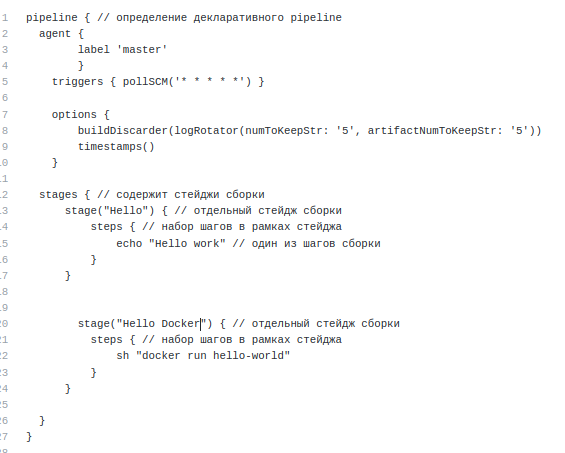 1 pipeline { // определение декларативного pipeline
2 agent {
3 label 'master'
4 }
5 triggers { pollSCM('* * * * *') }
6
7 options {
8 buildDiscarder(logRotator(numToKeepStr: '5', artifactNumToKeepStr: '5'))
9 timestamps()
10 }
11
12 stages { // содержит стейджи сборки
13 stage("Hello") { // отдельный стейдж сборки
14 steps { // набор шагов в рамках стейджа
15 echo "Hello work" // один из шагов сборки
16 }
17 }
18
19
20 stage("Hello Docker") { // отдельный стейдж сборки
21 steps { // набор шагов в рамках стейджа
22 sh "docker run hello-world"
23 }
24 }
25
26 }
27 }
28